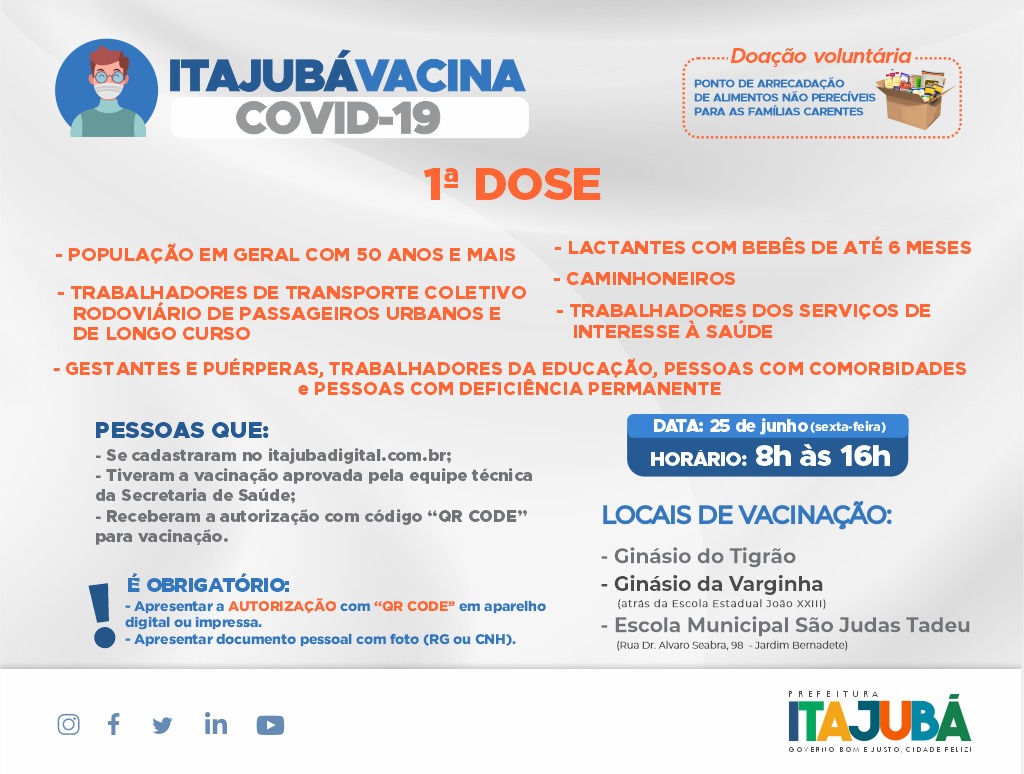 ITAJUBÁVACINA
COVID-19
Doação voluntária
PONTO DE ARRECADAÇÃO
DE ALIMENTOS NÃO PERECÍVEIS
PARA AS FAMÍLIAS CARENTES
1ª DOSE
- POPULAÇÃO EM GERAL COM 50 ANOS E MAIS
- TRABALHADORES DE TRANSPORTE COLETIVO
RODOVIÁRIO DE PASSAGEIROS URBANOS E
DE LONGO CURSO
- LACTANTES COM BEBÊS DE ATÉ 6 MESES
- CAMINHONEIROS
- TRABALHADORES DOS SERVIÇOS DE
INTERESSE À SAÚDE
- GESTANTES E PUÉRPERAS, TRABALHADORES DA EDUCAÇÃO, PESSOAS COM COMORBIDADES
e PESSOAS COM DEFICIÊNCIA PERMANENTE
PESSOAS QUE:
- Se cadastraram no itajubadigital.com.br;
- Tiveram a vacinação aprovada pela equipe técnica
da Secretaria de Saúde;
- Receberam a autorização com código “QR CODE”
para vacinação.
! É OBRIGATÓRIO:
- Apresentar a AUTORIZAÇÃO com “QR CODE” em aparelho
digital ou impressa.
- Apresentar documento pessoal com foto (RG ou CNH).
DATA: 25 de junho (sexta-feira)
HORÁRIO: 8h às 16h
LOCAIS DE VACINAÇÃO:
- Ginásio do Tigrão
- Ginásio da Varginha
(atrás da Escola Estadual João XXIII)
- Escola Municipal São Judas Tadeu
(Rua Dr. Alvaro Seabra, 98 - Jardim Bernadete)
PREFEITURA
ITAJUBÁ
GOVERNO BOM E JUSTO, CIDADE FELIZ!